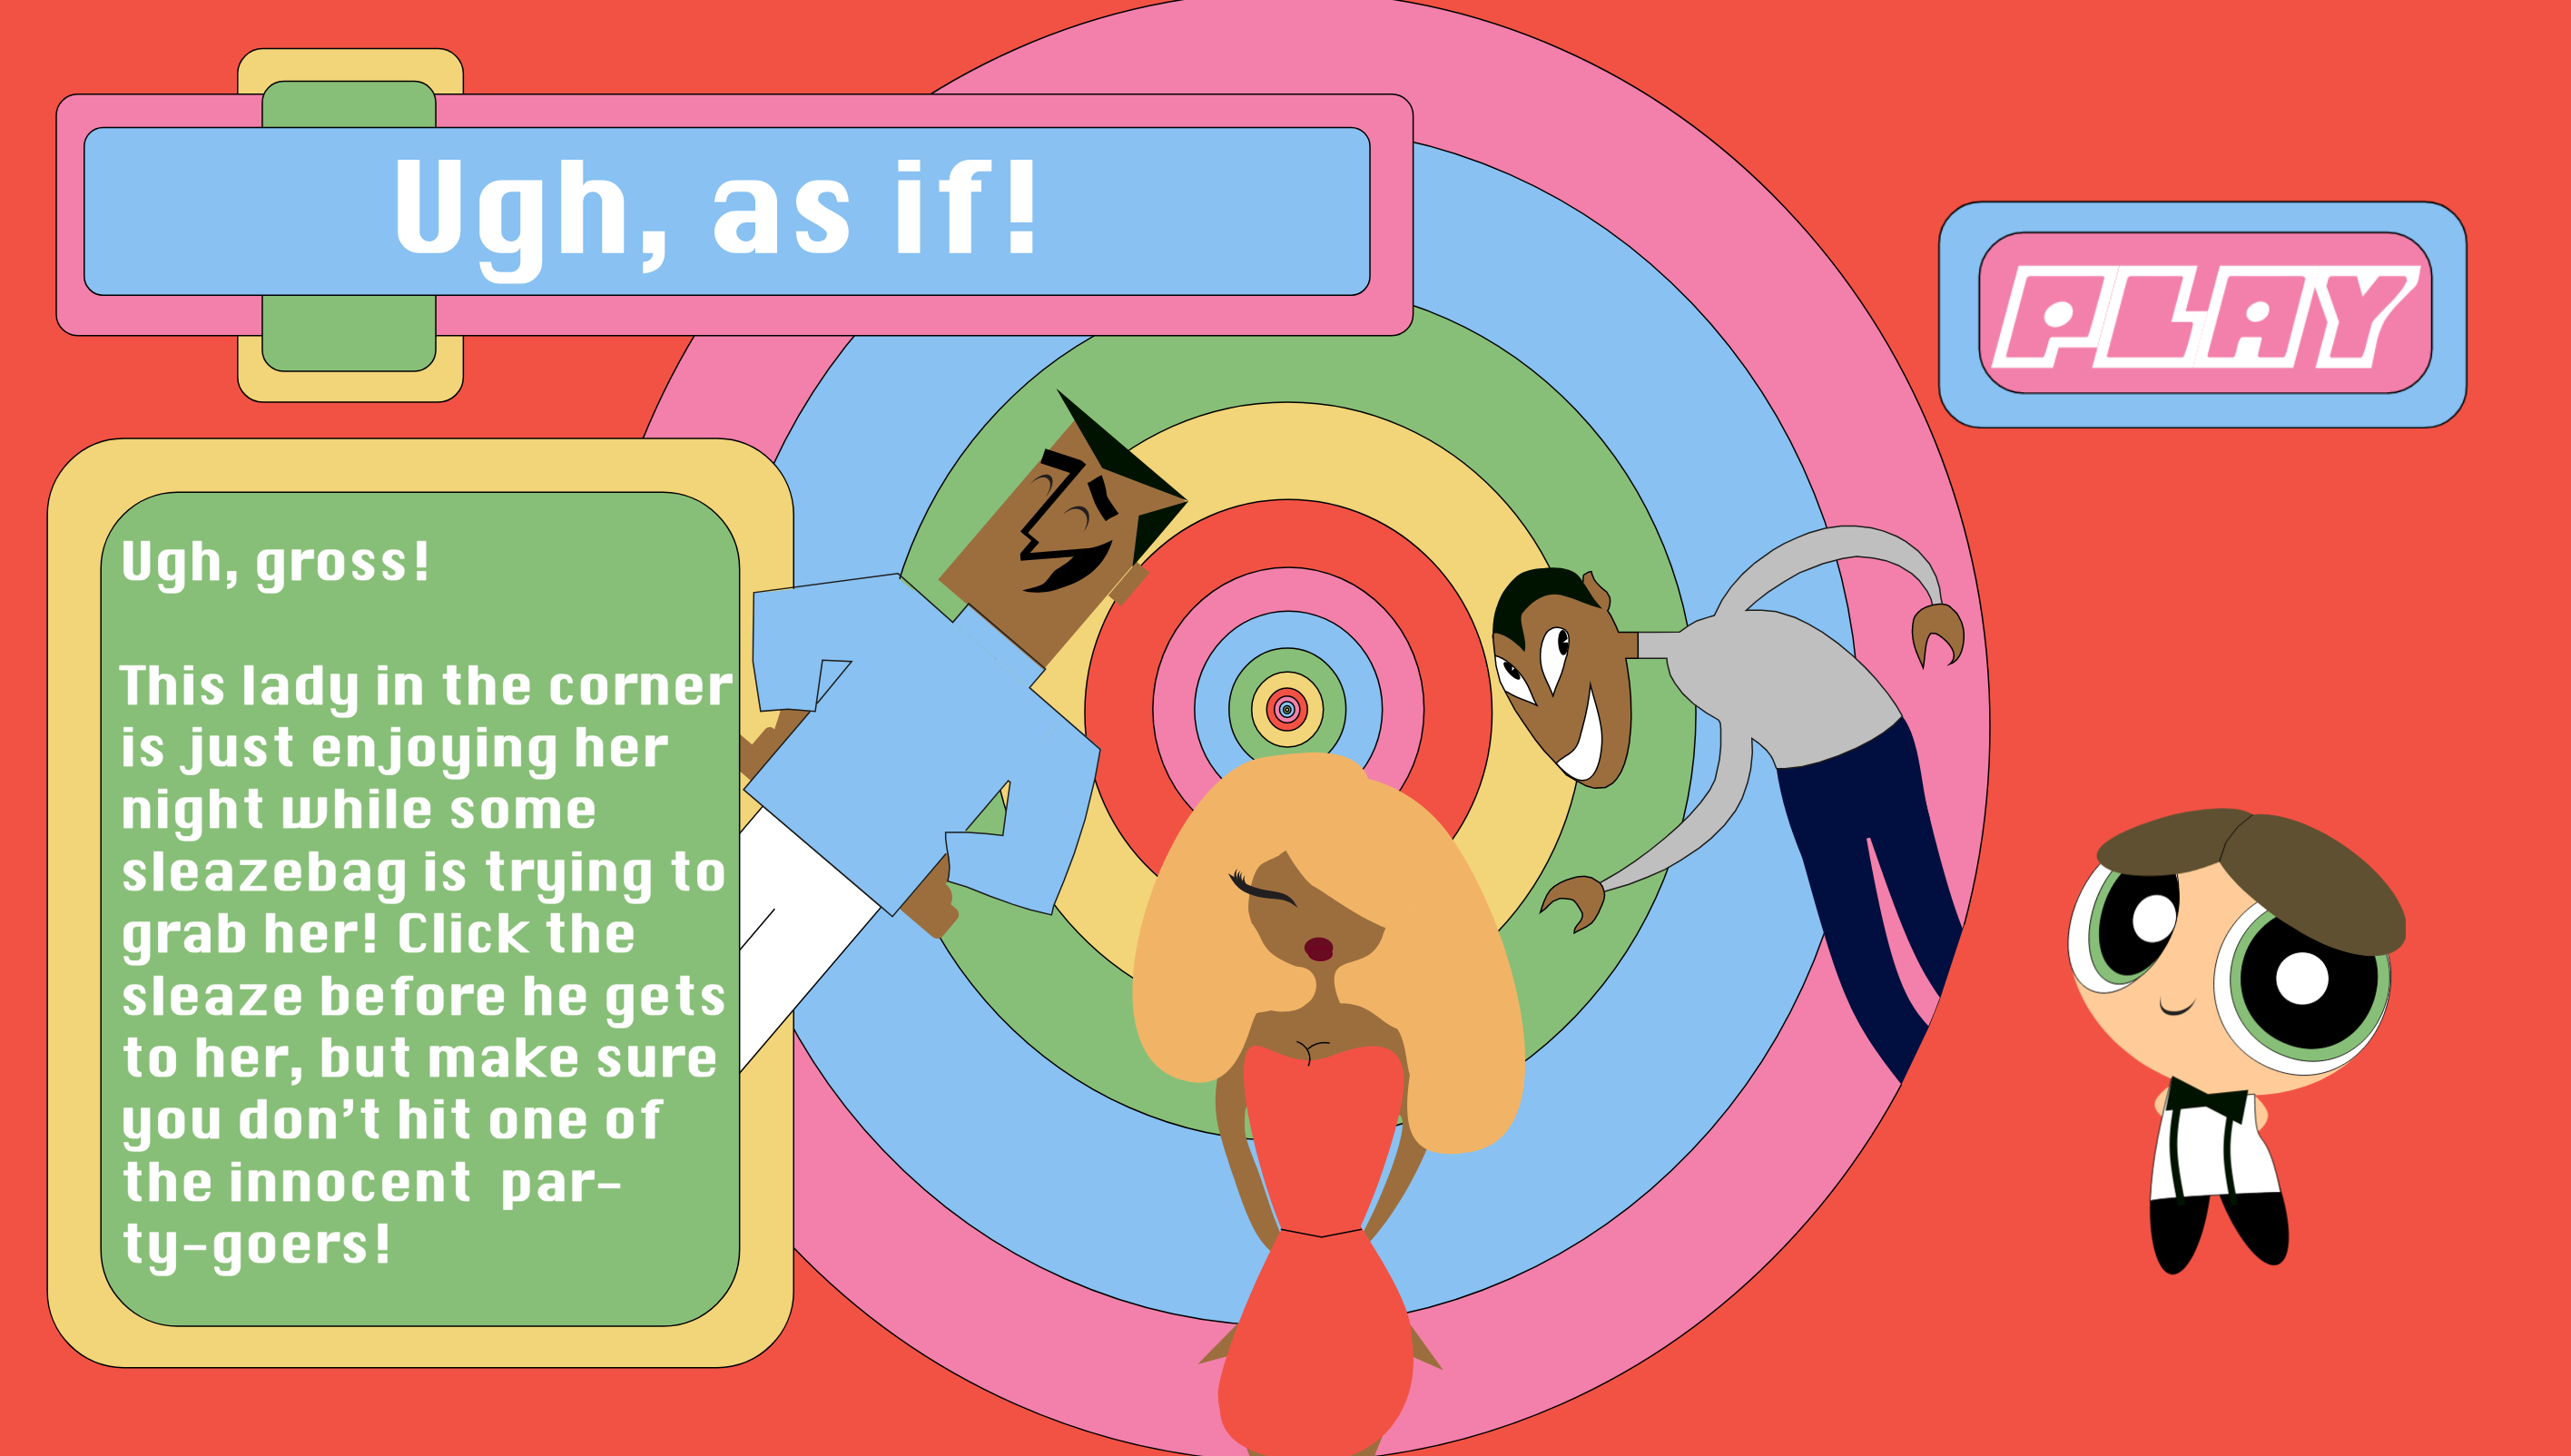 Ugh, as if!
PLAY
Ugh, gross!
This lady in the corner
is just enjoying her
night while some
sleazebag is trying to
grab her! Click the
sleaze before he gets
to her, but make sure
you don’t hit one of
the innocent  par-
ty-goers!